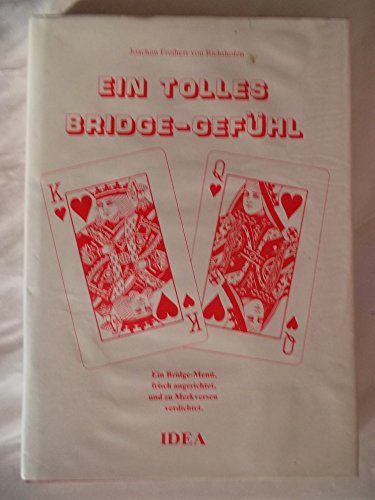 Joachim Freiherr von Richthofen
EIN TOLLES
BRIDGE-GEFÜHL
K
Q
K
Q
Ein Bridge-Menü,
frisch angerichtet,
und zu Merkversen
verdichtet.
IDEA